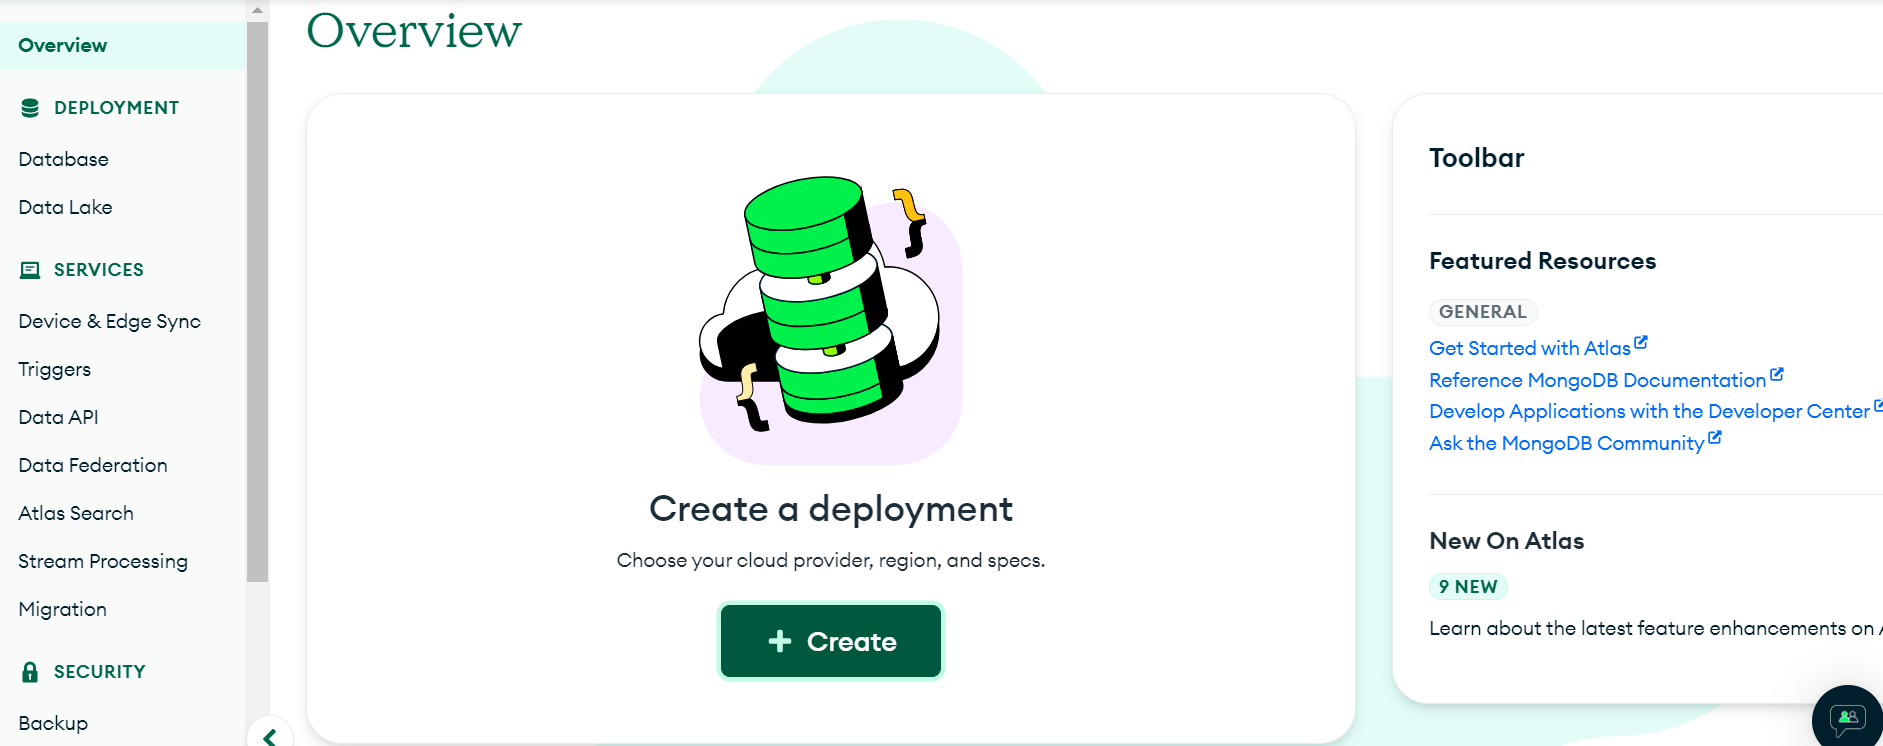 Overview
DEPLOYMENT
Database
Data Lake
SERVICES
Device & Edge Sync
Triggers
Data API
Data Federation
Atlas Search
Stream Processing
Migration
SECURITY
Backup
Overview
Create a deployment
Choose your cloud provider, region, and specs.
+ Create
Toolbar
Featured Resources
GENERAL
Get Started with Atlas
Reference MongoDB Documentation
Develop Applications with the Developer Center
Ask the MongoDB Community
New On Atlas
9 NEW
Learn about the latest feature enhancements on